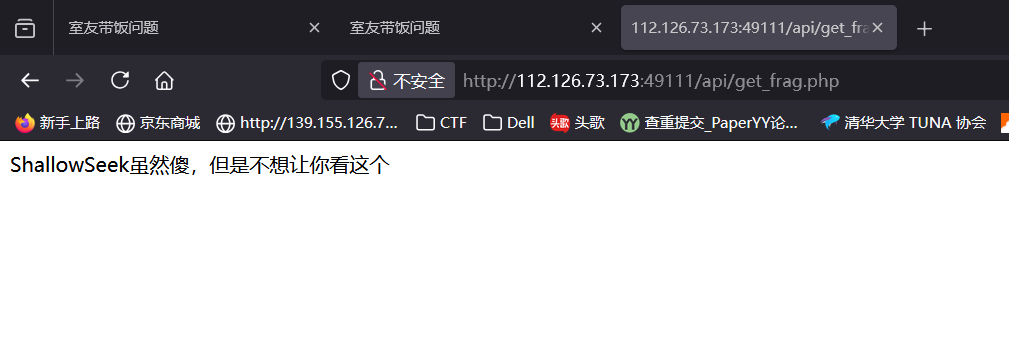 室友带饭问题
室友带饭问题
112.126.73.173:49111/api/get_fra
不安全
http://112.126.73.173:49111/api/get_frag.php
新手上路
京东商城
http://139.155.126.7...
CTF
Dell
头歌
头歌
查重提交_PaperYY论...
清华大学 TUNA 协会
ShallowSeek虽然傻，但是不想让你看这个